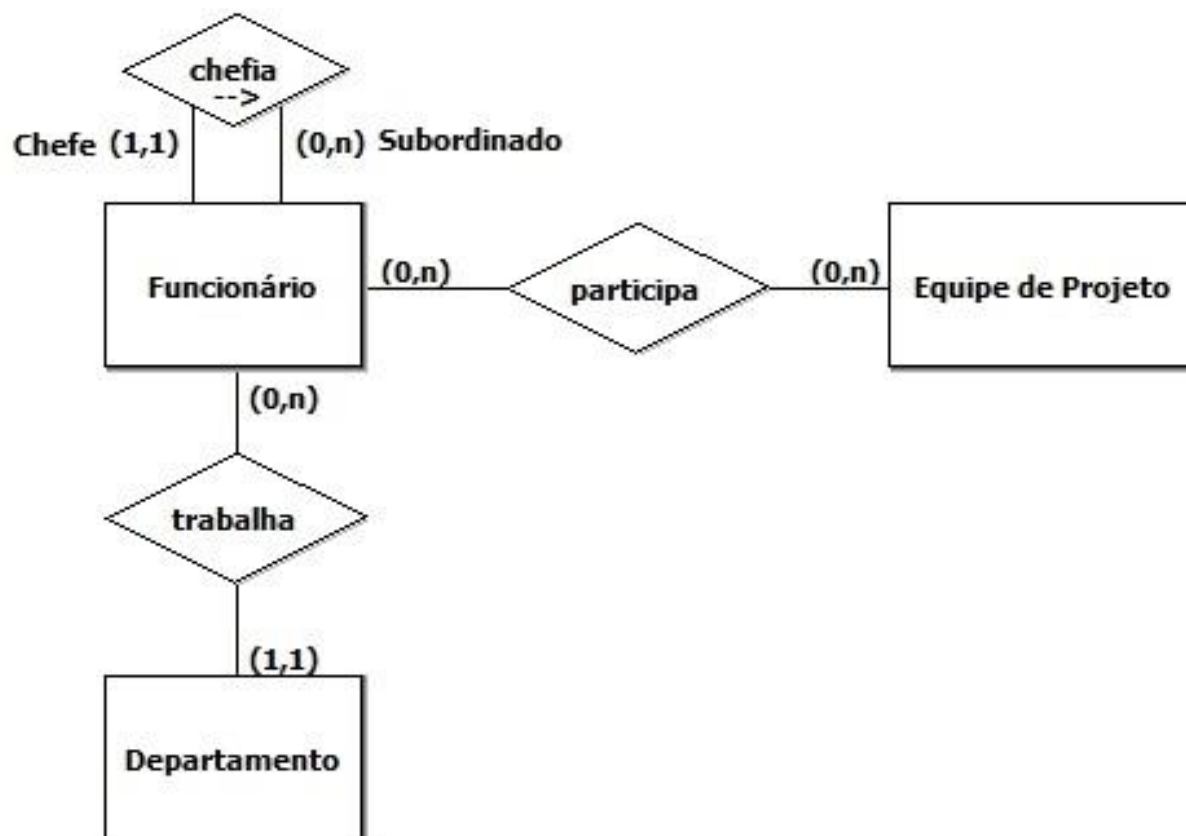 chefia
-->
Chefe (1,1) (0,n) Subordinado
Funcionário (0,n) participa (0,n) Equipe de Projeto
(0,n)
trabalha
(1,1)
Departamento